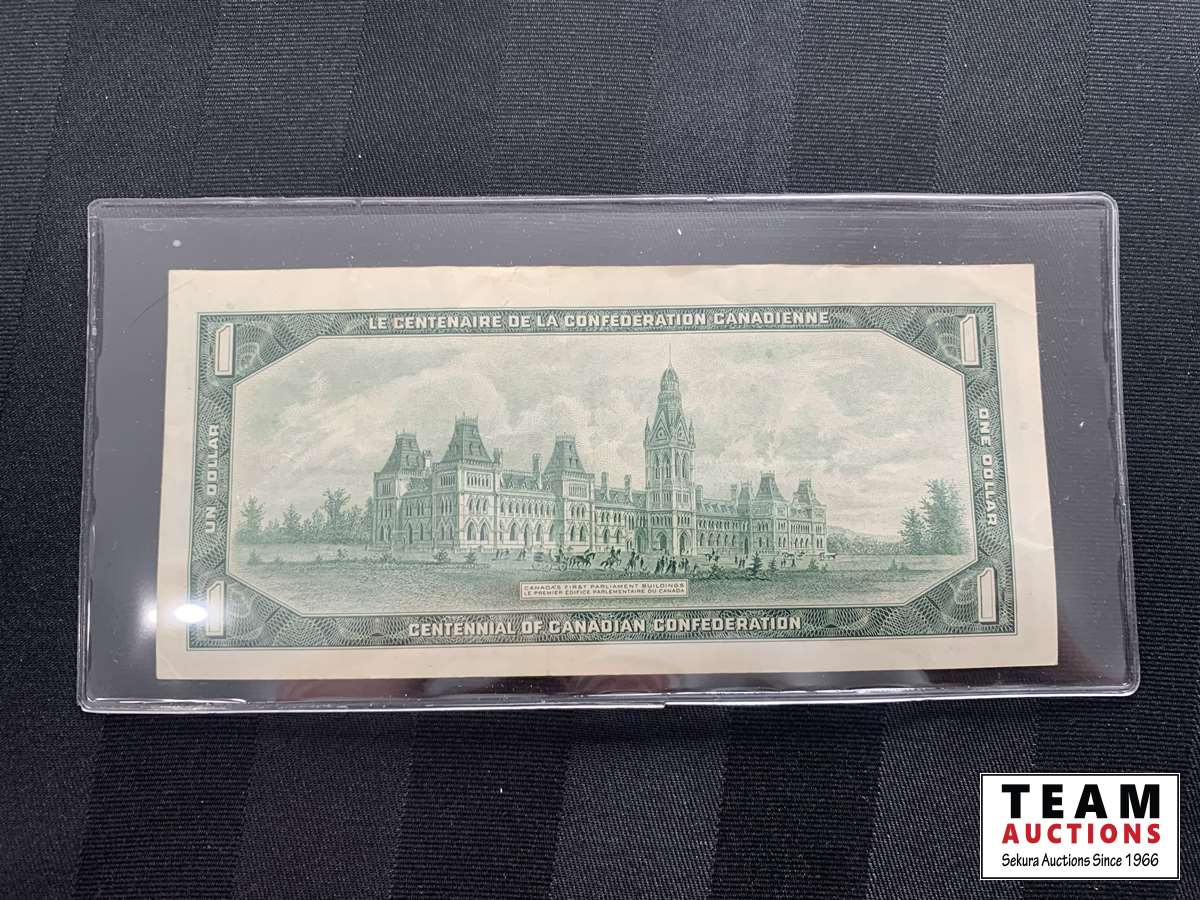 1 LE CENTENAIRE DE LA CONFEDERATION CANADIENNE 1
UN DOLLAR
ONE DOLLAR
CANADA'S FIRST PARLIAMENT BUILDINGS
LE PREMIER EDIFICE PARLEMENTAIRE DU CANADA
1 CENTENNIAL OF CANADIAN CONFEDERATION 1
TEAM
AUCTIONS
Sekura Auctions Since 1966